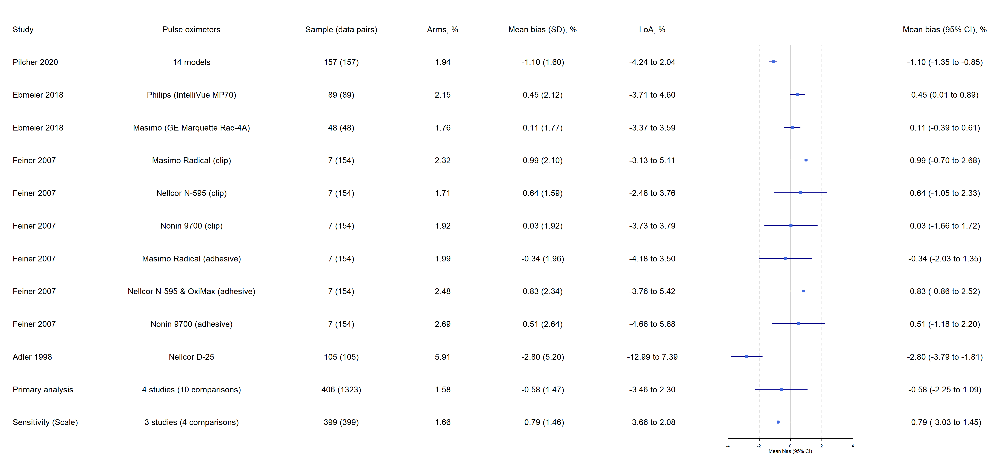 Study Pulse oximeters Sample (data pairs) Arms, % Mean bias (SD), % LoA, % Mean bias (95% CI), %
Pilcher 2020 14 models 157 (157) 1.94 -1.10 (1.60) -4.24 to 2.04 -1.10 (-1.35 to -0.85)
Ebmeier 2018 Philips (IntelliVue MP70) 89 (89) 2.15 0.45 (2.12) -3.71 to 4.60 0.45 (0.01 to 0.89)
Ebmeier 2018 Masimo (GE Marquette Rac-4A) 48 (48) 1.76 0.11 (1.77) -3.37 to 3.59 0.11 (-0.39 to 0.61)
Feiner 2007 Masimo Radical (clip) 7 (154) 2.32 0.99 (2.10) -3.13 to 5.11 0.99 (-0.70 to 2.68)
Feiner 2007 Nellcor N-595 (clip) 7 (154) 1.71 0.64 (1.59) -2.48 to 3.76 0.64 (-1.05 to 2.33)
Feiner 2007 Nonin 9700 (clip) 7 (154) 1.92 0.03 (1.92) -3.73 to 3.79 0.03 (-1.66 to 1.72)
Feiner 2007 Masimo Radical (adhesive) 7 (154) 1.99 -0.34 (1.96) -4.18 to 3.50 -0.34 (-2.03 to 1.35)
Feiner 2007 Nellcor N-595 & OxiMax (adhesive) 7 (154) 2.48 0.83 (2.34) -3.76 to 5.42 0.83 (-0.86 to 2.52)
Feiner 2007 Nonin 9700 (adhesive) 7 (154) 2.69 0.51 (2.64) -4.66 to 5.68 0.51 (-1.18 to 2.20)
Adler 1998 Nellcor D-25 105 (105) 5.91 -2.80 (5.20) -12.99 to 7.39 -2.80 (-3.79 to -1.81)
Primary analysis 4 studies (10 comparisons) 406 (1323) 1.58 -0.58 (1.47) -3.46 to 2.30 -0.58 (-2.25 to 1.09)
Sensitivity (Scale) 3 studies (4 comparisons) 399 (399) 1.66 -0.79 (1.46) -3.66 to 2.08 -0.79 (-3.03 to 1.45)
-4 -2 0 2 4
Mean bias (95% CI)